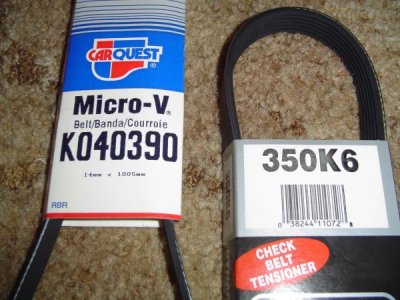 CARQUEST
Micro-V®
Belt/Banda/Courroie
K040390
14mm x 1005mm
RBR
350K6
0 38244 11072 8
CHECK
BELT
TENSIONER